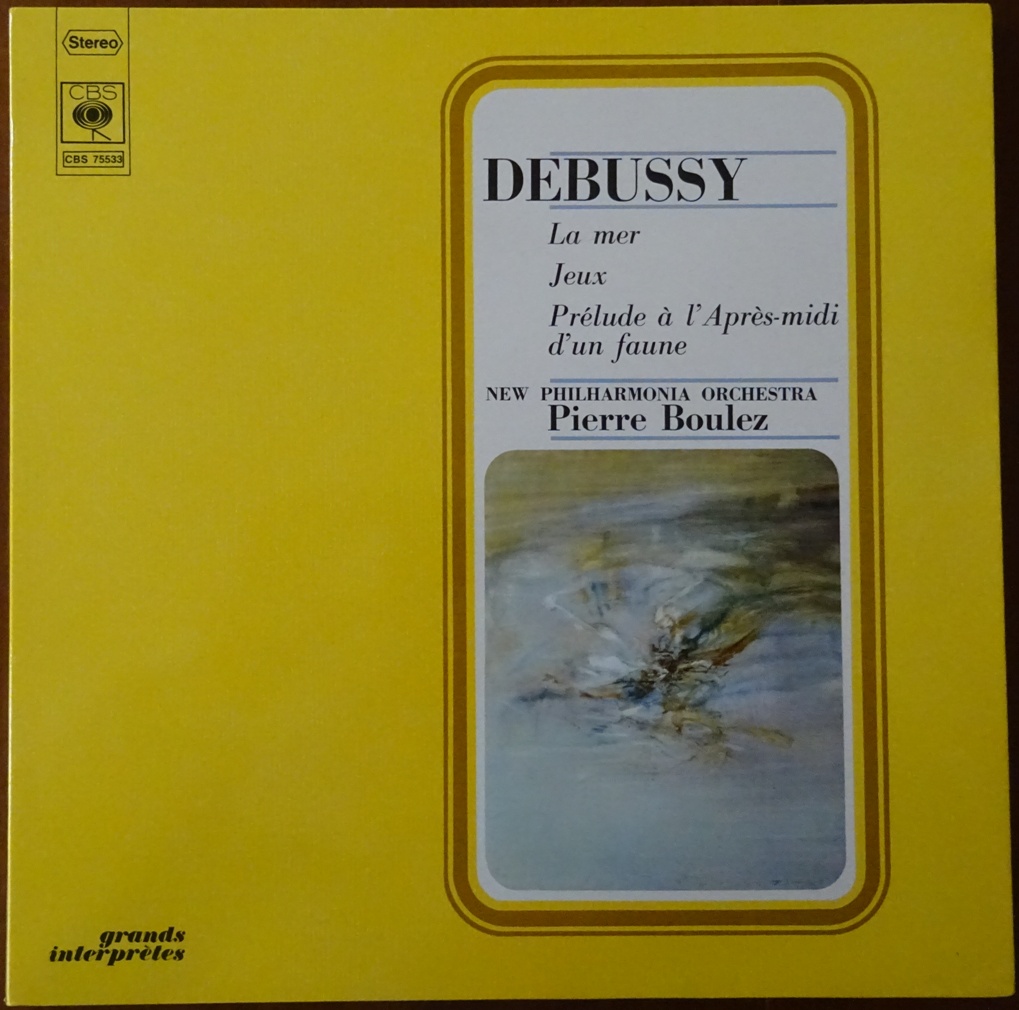 Stereo
CBS
CBS 75533
DEBUSSY
La mer
Jeux
Prélude à l'Après-midi
d'un faune
NEW PHILHARMONIA ORCHESTRA
Pierre Boulez
grands
interprètes